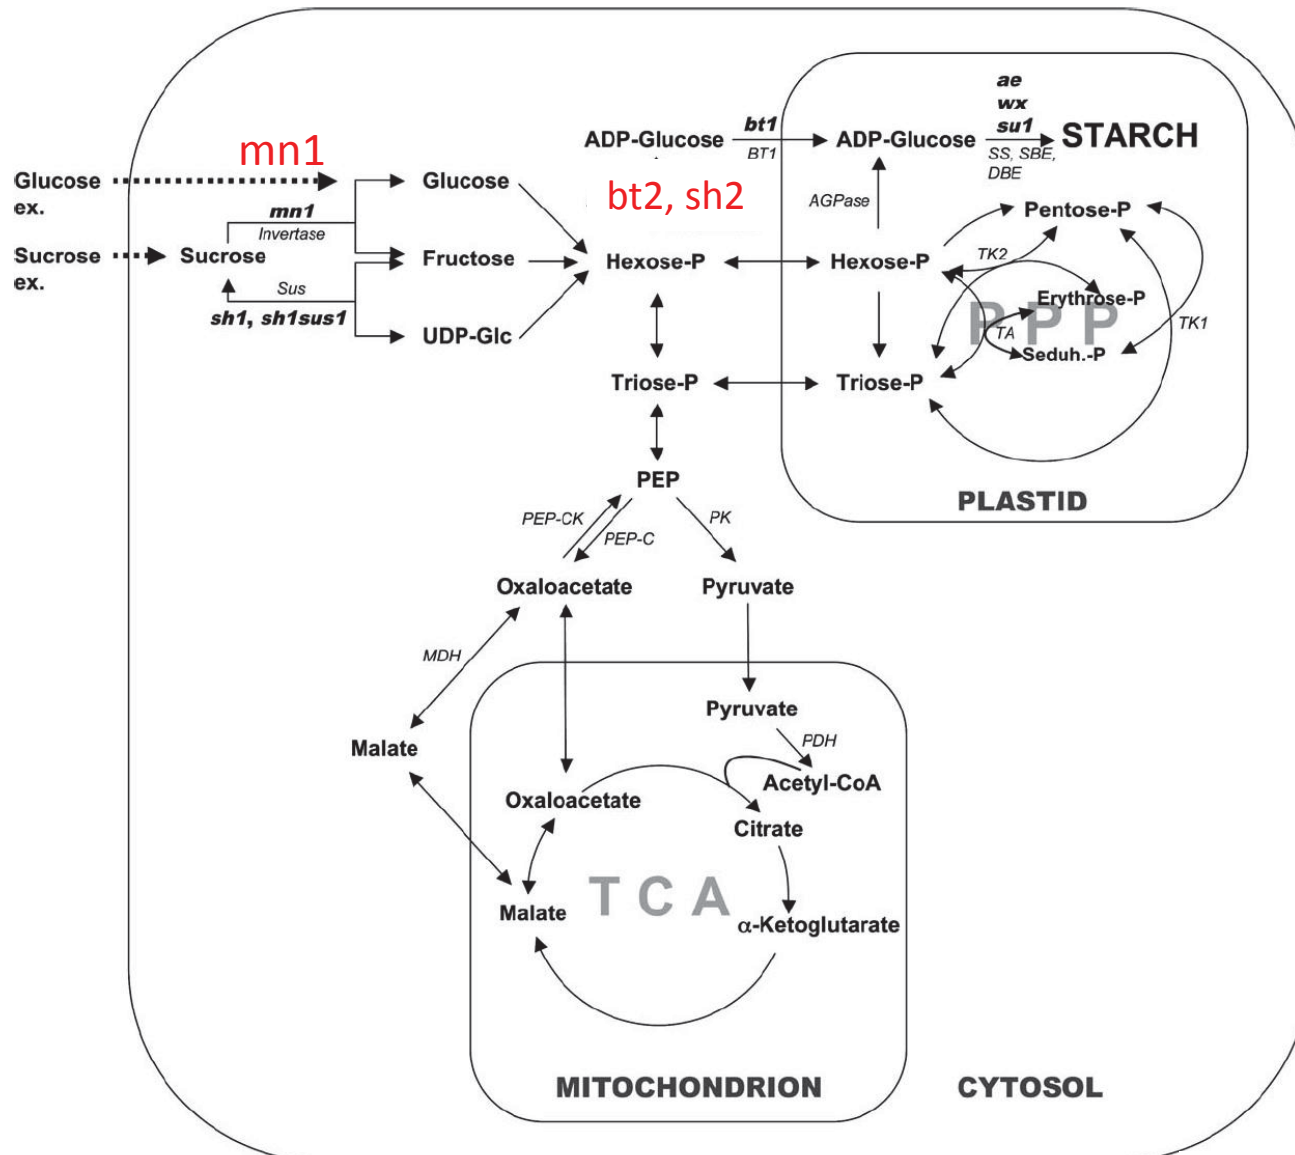 ae
wx
su1
mn1
bt1
ADP-Glucose
BT1
ADP-Glucose
STARCH
SS, SBE,
DBE
Glucose
ex.
Glucose
bt2, sh2
AGPase
Pentose-P
mn1
Invertase
Sucrose
ex.
Sucrose
Fructose
Hexose-P
Hexose-P
TK2
Sus
sh1, sh1sus1
Erythrose-P
PPP
TA
TK1
UDP-Glc
Seduh.-P
Triose-P
Triose-P
PEP
PLASTID
PEP-CK
PEP-C
PK
Oxaloacetate
Pyruvate
MDH
Pyruvate
Malate
PDH
Acetyl-CoA
Oxaloacetate
Citrate
TCA
Malate
α-Ketoglutarate
MITOCHONDRION
CYTOSOL